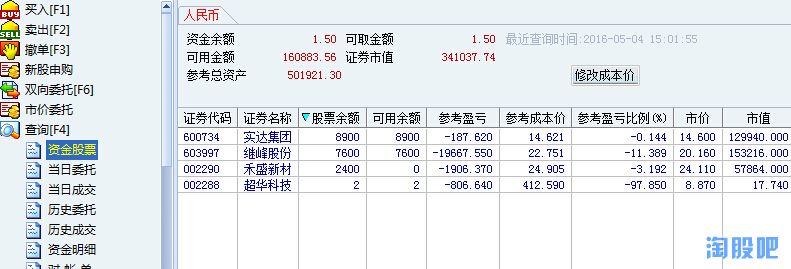 买入[F1]
卖出[F2]
撤单[F3]
新股申购
双向委托[F6]
市价委托
查询[F4]
资金股票
当日委托
当日成交
历史委托
历史成交
资金明细
对 帐 单
人民币
资金余额 1.50 可取金额 1.50 最近查询时间:2016-05-04 15:01:55
可用金额 160883.56 证券市值 341037.74
参考总资产 501921.30 修改成本价
证券代码 证券名称 股票余额 可用余额 参考盈亏 参考成本价 参考盈亏比例(%) 市价 市值
600734 实达集团 8900 8900 -187.620 14.621 -0.144 14.600 129940.000
603997 继峰股份 7600 7600 -19667.550 22.751 -11.389 20.160 153216.000
002290 禾盛新材 2400 0 -1906.370 24.905 -3.192 24.110 57864.000
002288 超华科技 2 2 -806.640 412.590 -97.850 8.870 17.740
淘股吧
BUY
SELL